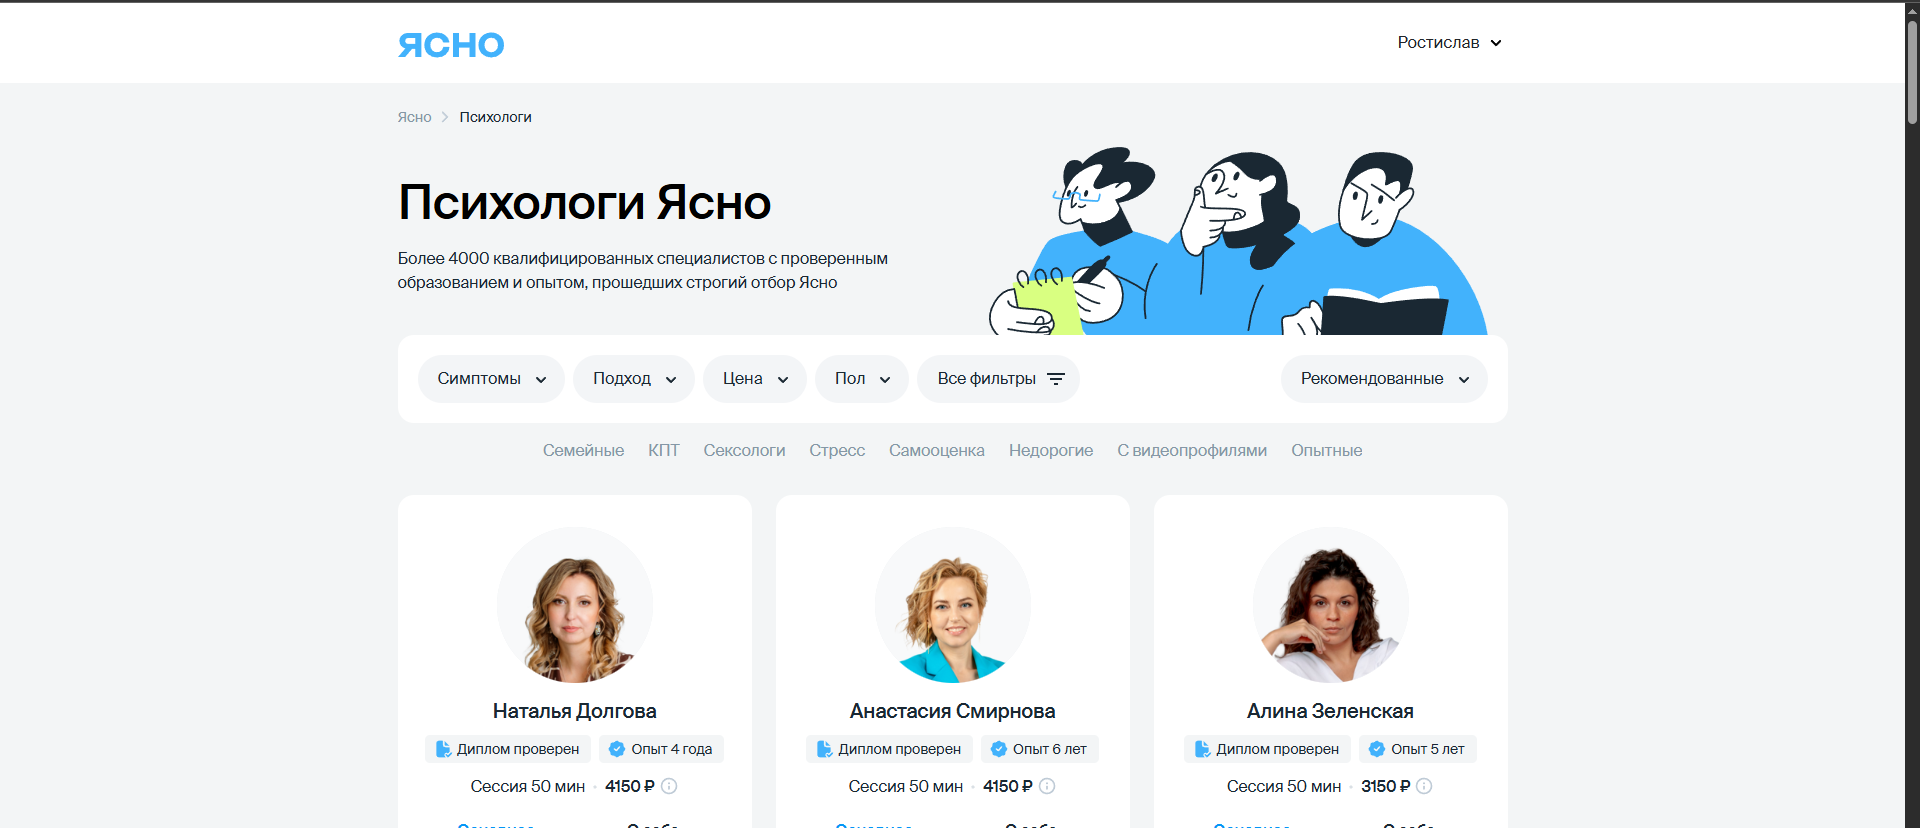 ЯСНО
Ростислав
Ясно > Психологи
Психологи Ясно
Более 4000 квалифицированных специалистов с проверенным
образованием и опытом, прошедших строгий отбор Ясно
Симптомы Подход Цена Пол Все фильтры Рекомендованные
Семейные КПТ Сексологи Стресс Самооценка Недорогие С видеопрофилями Опытные
Наталья Долгова
Диплом проверен Опыт 4 года
Сессия 50 мин · 4150 ₽
Анастасия Смирнова
Диплом проверен Опыт 6 лет
Сессия 50 мин · 4150 ₽
Алина Зеленская
Диплом проверен Опыт 5 лет
Сессия 50 мин · 3150 ₽